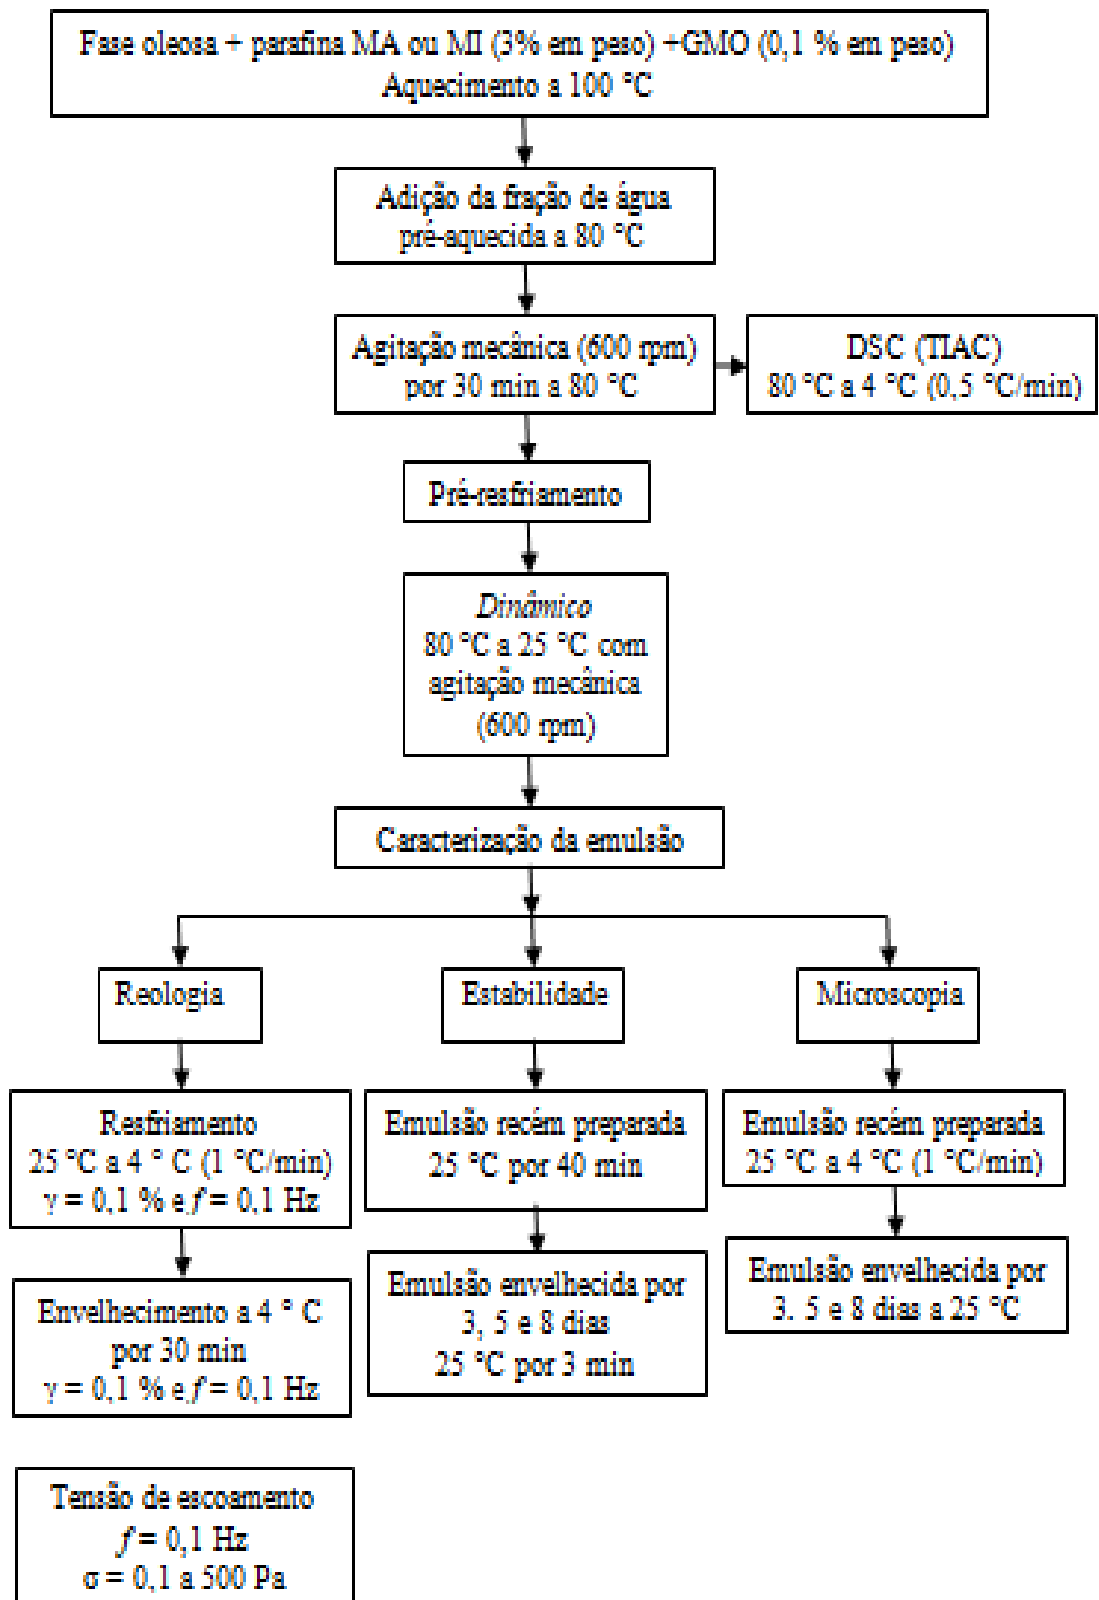 Fase oleosa + parafina MA ou MI (3% em peso) +GMO (0,1 % em peso)
Aquecimento a 100 °C
Adição da fração de água
pré-aquecida a 80 °C
Agitação mecânica (600 rpm)
por 30 min a 80 °C
DSC (TIAC)
80 °C a 4 °C (0,5 °C/min)
Pré-resfriamento
Dinâmico
80 °C a 25 °C com
agitação mecânica
(600 rpm)
Caracterização da emulsão
Reologia
Resfriamento
25 °C a 4 ° C (1 °C/min)
γ = 0,1 % e f = 0,1 Hz
Envelhecimento a 4 ° C
por 30 min
γ = 0,1 % e f = 0,1 Hz
Tensão de escoamento
f = 0,1 Hz
σ = 0,1 a 500 Pa
Estabilidade
Emulsão recém preparada
25 °C por 40 min
Emulsão envelhecida por
3, 5 e 8 dias
25 °C por 3 min
Microscopia
Emulsão recém preparada
25 °C a 4 °C (1 °C/min)
Emulsão envelhecida por
3. 5 e 8 dias a 25 °C